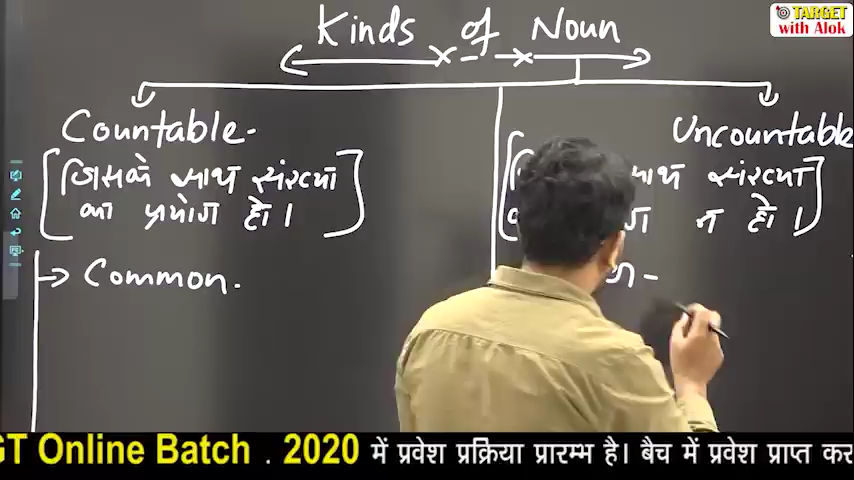 Kinds of Noun
TARGET
with Alok
Countable-
Uncountable
[जिसके साथ संख्या
का प्रयोग हो।]
साथ संख्या
न हो।]
→ Common.
GT Online Batch . 2020 में प्रवेश प्रक्रिया प्रारम्भ है। बैच में प्रवेश प्राप्त कर